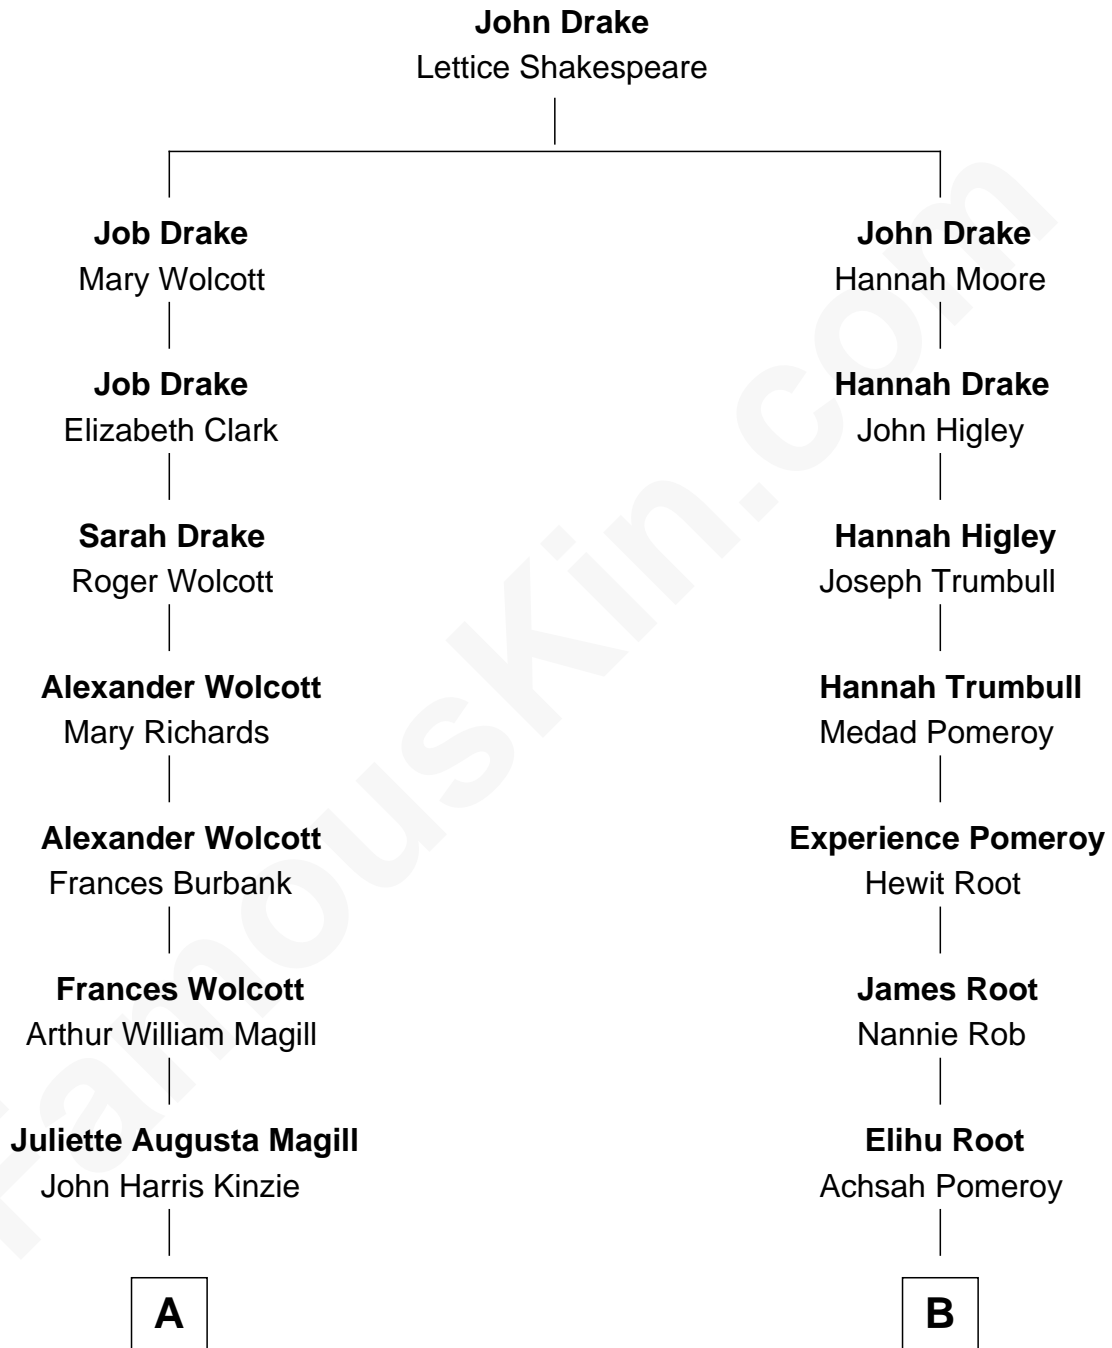 John Drake
Lettice Shakespeare
Job Drake
Mary Wolcott
John Drake
Hannah Moore
Job Drake
Elizabeth Clark
Hannah Drake
John Higley
Sarah Drake
Roger Wolcott
Hannah Higley
Joseph Trumbull
Alexander Wolcott
Mary Richards
Hannah Trumbull
Medad Pomeroy
Alexander Wolcott
Frances Burbank
Experience Pomeroy
Hewit Root
Frances Wolcott
Arthur William Magill
James Root
Nannie Rob
Juliette Augusta Magill
John Harris Kinzie
Elihu Root
Achsah Pomeroy
A
B
FamousKin.com